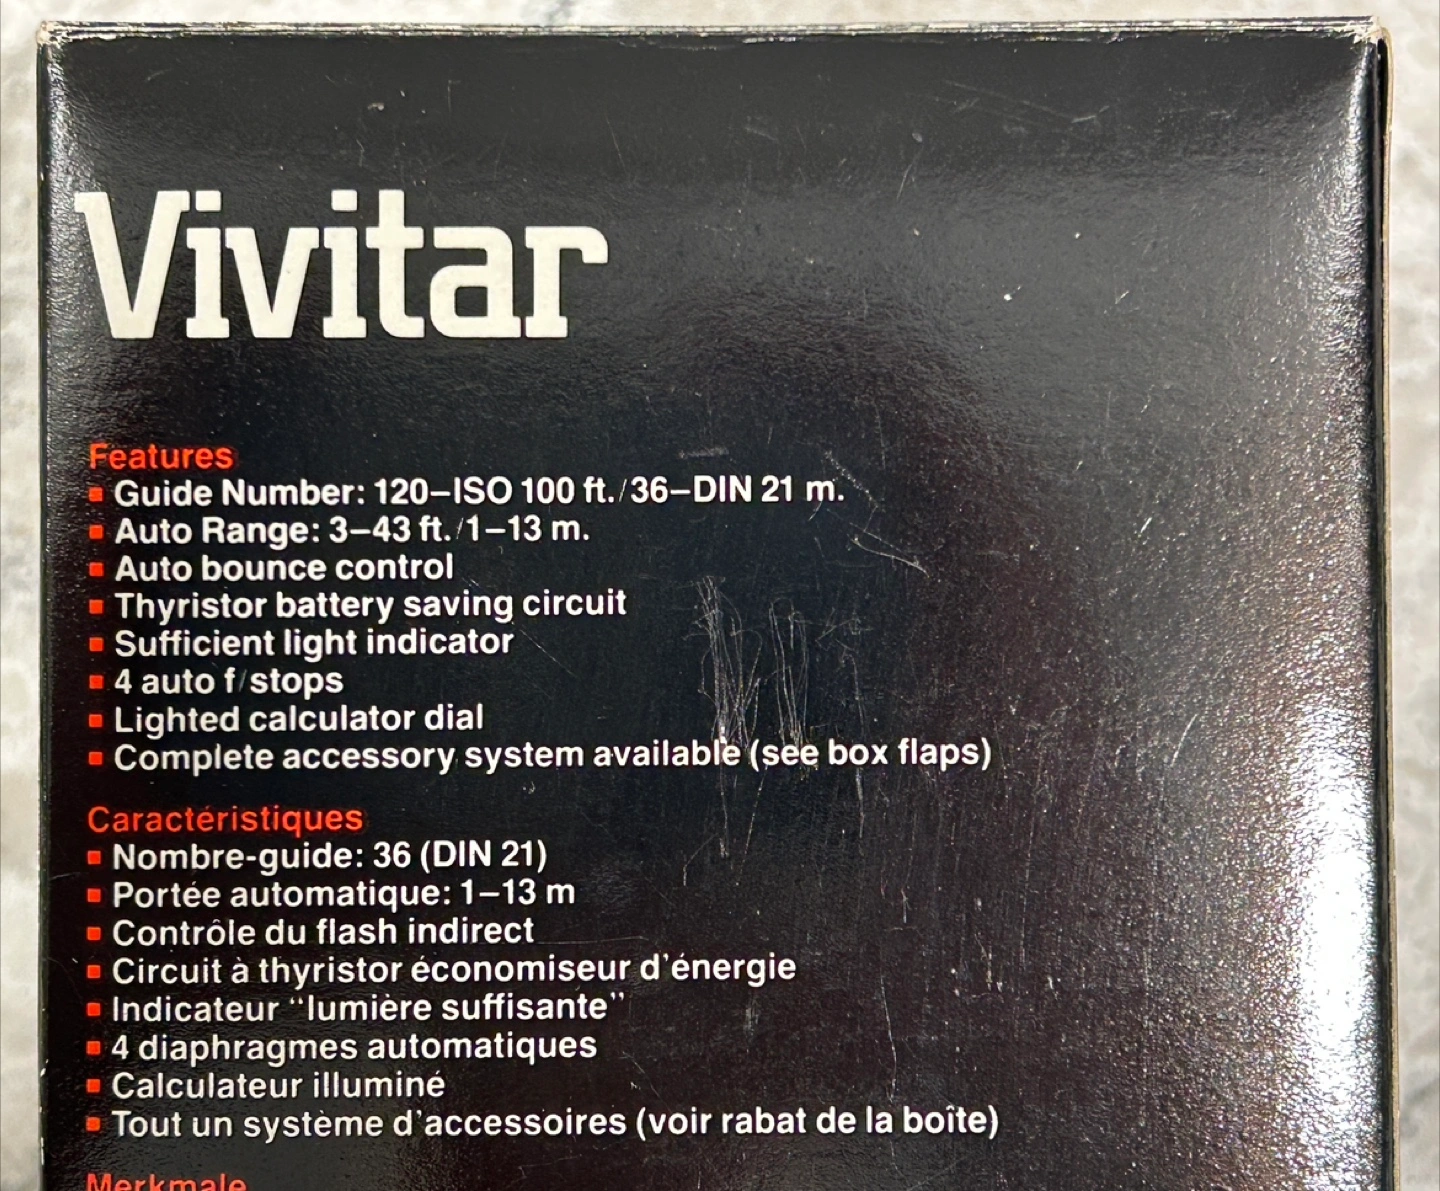 Vivitar
Features
Guide Number: 120–ISO 100 ft./36–DIN 21 m.
Auto Range: 3–43 ft./1–13 m.
Auto bounce control
Thyristor battery saving circuit
Sufficient light indicator
4 auto f/stops
Lighted calculator dial
Complete accessory system available (see box flaps)
Caractéristiques
Nombre-guide: 36 (DIN 21)
Portée automatique: 1–13 m
Contrôle du flash indirect
Circuit à thyristor économiseur d'énergie
Indicateur “lumière suffisante”
4 diaphragmes automatiques
Calculateur illuminé
Tout un système d'accessoires (voir rabat de la boîte)
Merkmale